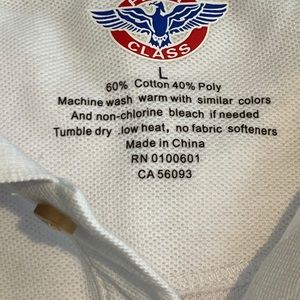 CLASS
L
60% Cotton 40% Poly
Machine wash warm with similar colors
And non-chlorine bleach if needed
Tumble dry low heat, no fabric softeners
Made in China
RN 0100601
CA 56093